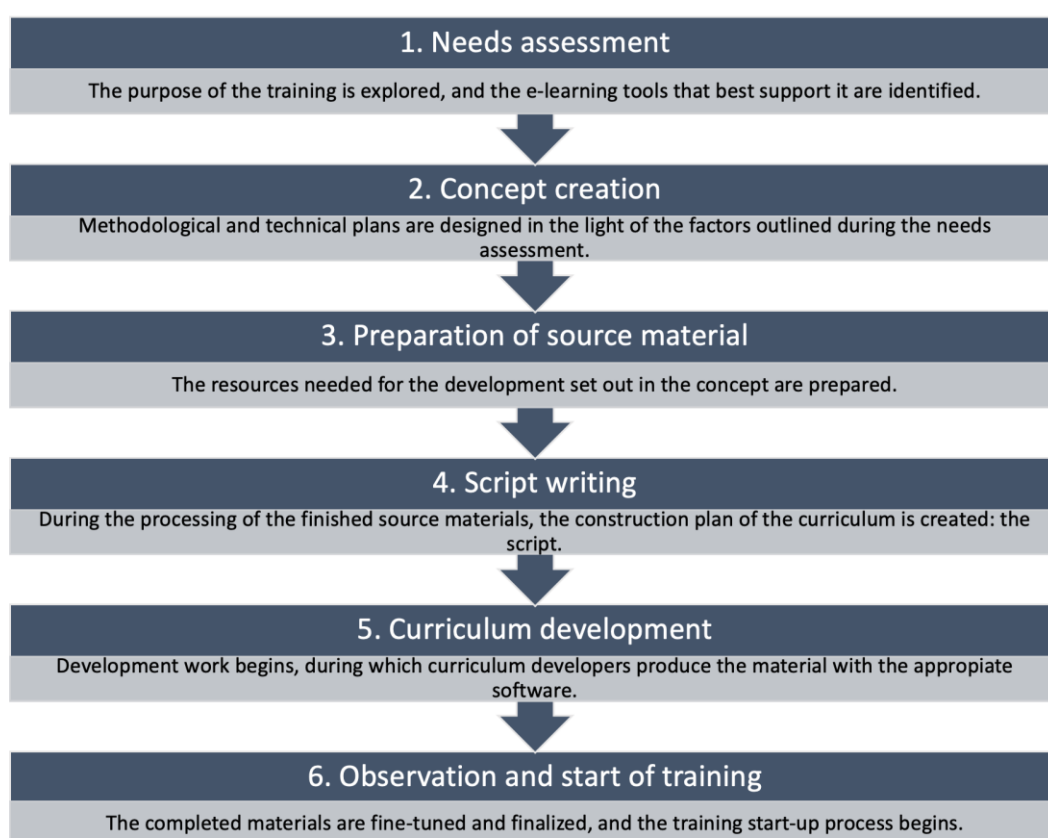 1. Needs assessment
The purpose of the training is explored, and the e-learning tools that best support it are identified.
2. Concept creation
Methodological and technical plans are designed in the light of the factors outlined during the needs
assessment.
3. Preparation of source material
The resources needed for the development set out in the concept are prepared.
4. Script writing
During the processing of the finished source materials, the construction plan of the curriculum is created: the
script.
5. Curriculum development
Development work begins, during which curriculum developers produce the material with the appropiate
software.
6. Observation and start of training
The completed materials are fine-tuned and finalized, and the training start-up process begins.